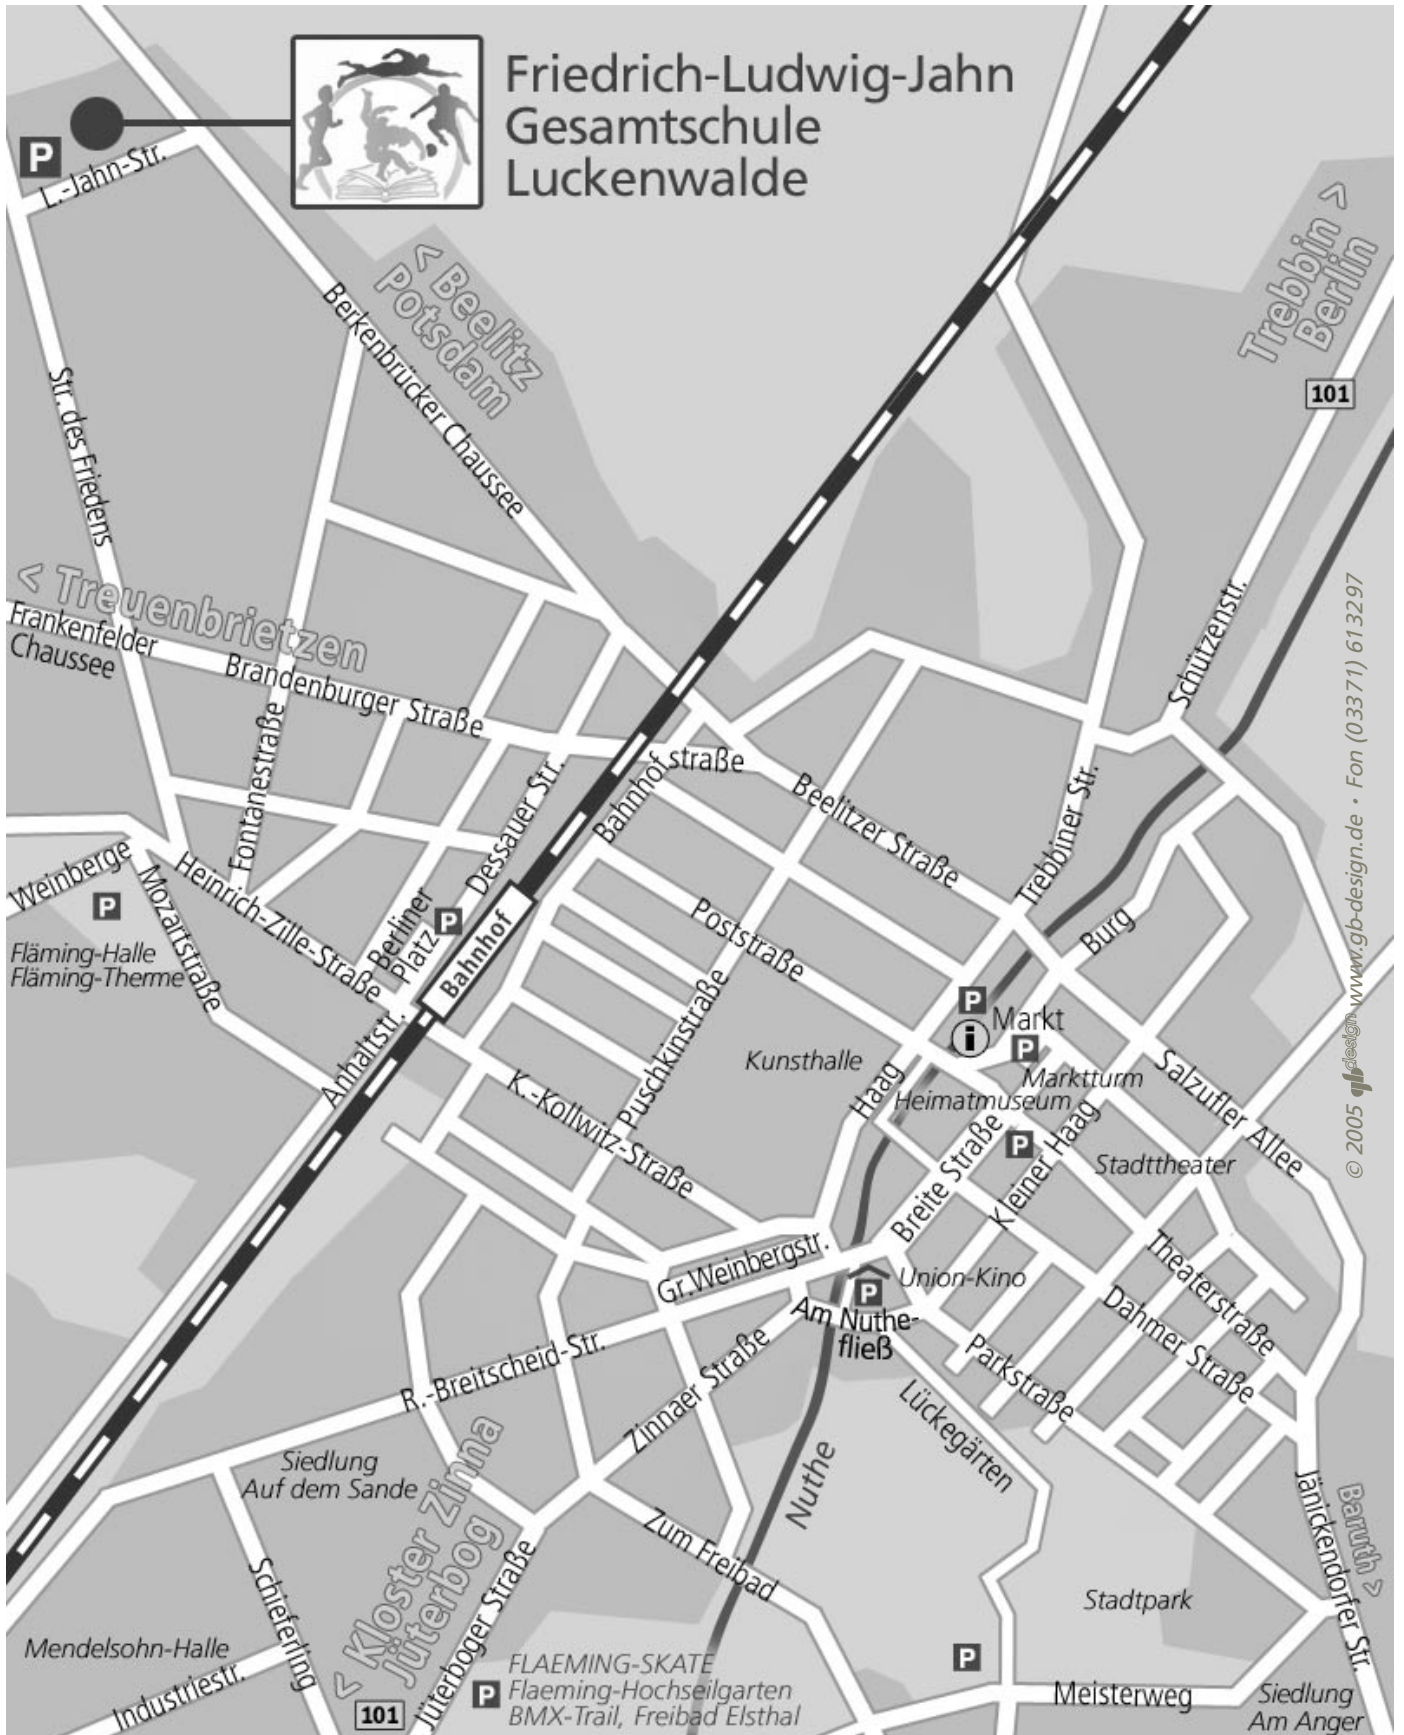 Friedrich-Ludwig-Jahn
Gesamtschule
Luckenwalde
P
L.-Jahn-Str.
< Beelitz
Potsdam
Trebbin >
Berlin
101
Berkenbrücker Chaussee
Str. des Friedens
< Treuenbrietzen
Frankenfelder
Chaussee
Brandenburger Straße
Fontanestraße
Schützenstr.
Bahnhofstraße
Dessauer Str.
Beelitzer Straße
Trebbiner Str.
Weinberge
P
Mozartstraße
Heinrich-Zille-Straße
Fläming-Halle
Fläming-Therme
Berliner
Platz
P
Bahnhof
Anhaltstr.
Poststraße
Puschkinstraße
Burg
P
i
Markt
P
Marktturm
Kunsthalle
Haag
Heimatmuseum
P
Salzufler Allee
K.-Kollwitz-Straße
Breite Straße
Kleiner Haag
Stadttheater
Gr.Weinbergstr.
P
Union-Kino
Am Nuthe-
fließ
Theaterstraße
Dahmer Straße
Parkstraße
R.-Breitscheid-Str.
Zinnaer Straße
Lückegärten
Nuthe
Siedlung
Auf dem Sande
< Kloster Zinna
Jüterbog
Zum Freibad
Jänickendorfer Str.
Baruth >
Schieferling
Jüterboger Straße
Stadtpark
Mendelsohn-Halle
Industriestr.
101
P
FLAEMING-SKATE
Flaeming-Hochseilgarten
BMX-Trail, Freibad Elsthal
P
Meisterweg
Siedlung
Am Anger
© 2005 gb design www.gb-design.de • Fon (03371) 613297